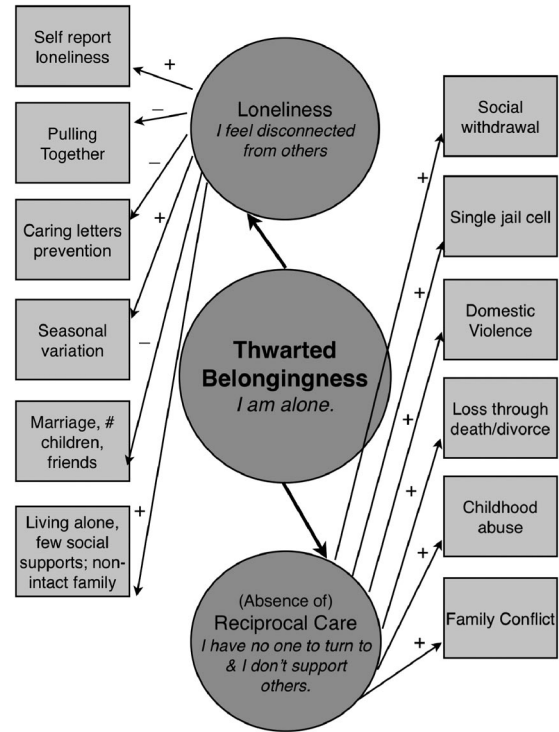 Self report
loneliness
+
–
Pulling
Together
–
Caring letters
prevention
+
Seasonal
variation
–
Marriage, #
children,
friends
+
Living alone,
few social
supports; non-
intact family
Loneliness
I feel disconnected
from others
Thwarted
Belongingness
I am alone.
(Absence of)
Reciprocal Care
I have no one to turn to
& I don't support
others.
Social
withdrawal
+
Single jail cell
+
Domestic
Violence
+
Loss through
death/divorce
+
Childhood
abuse
+
Family Conflict
+